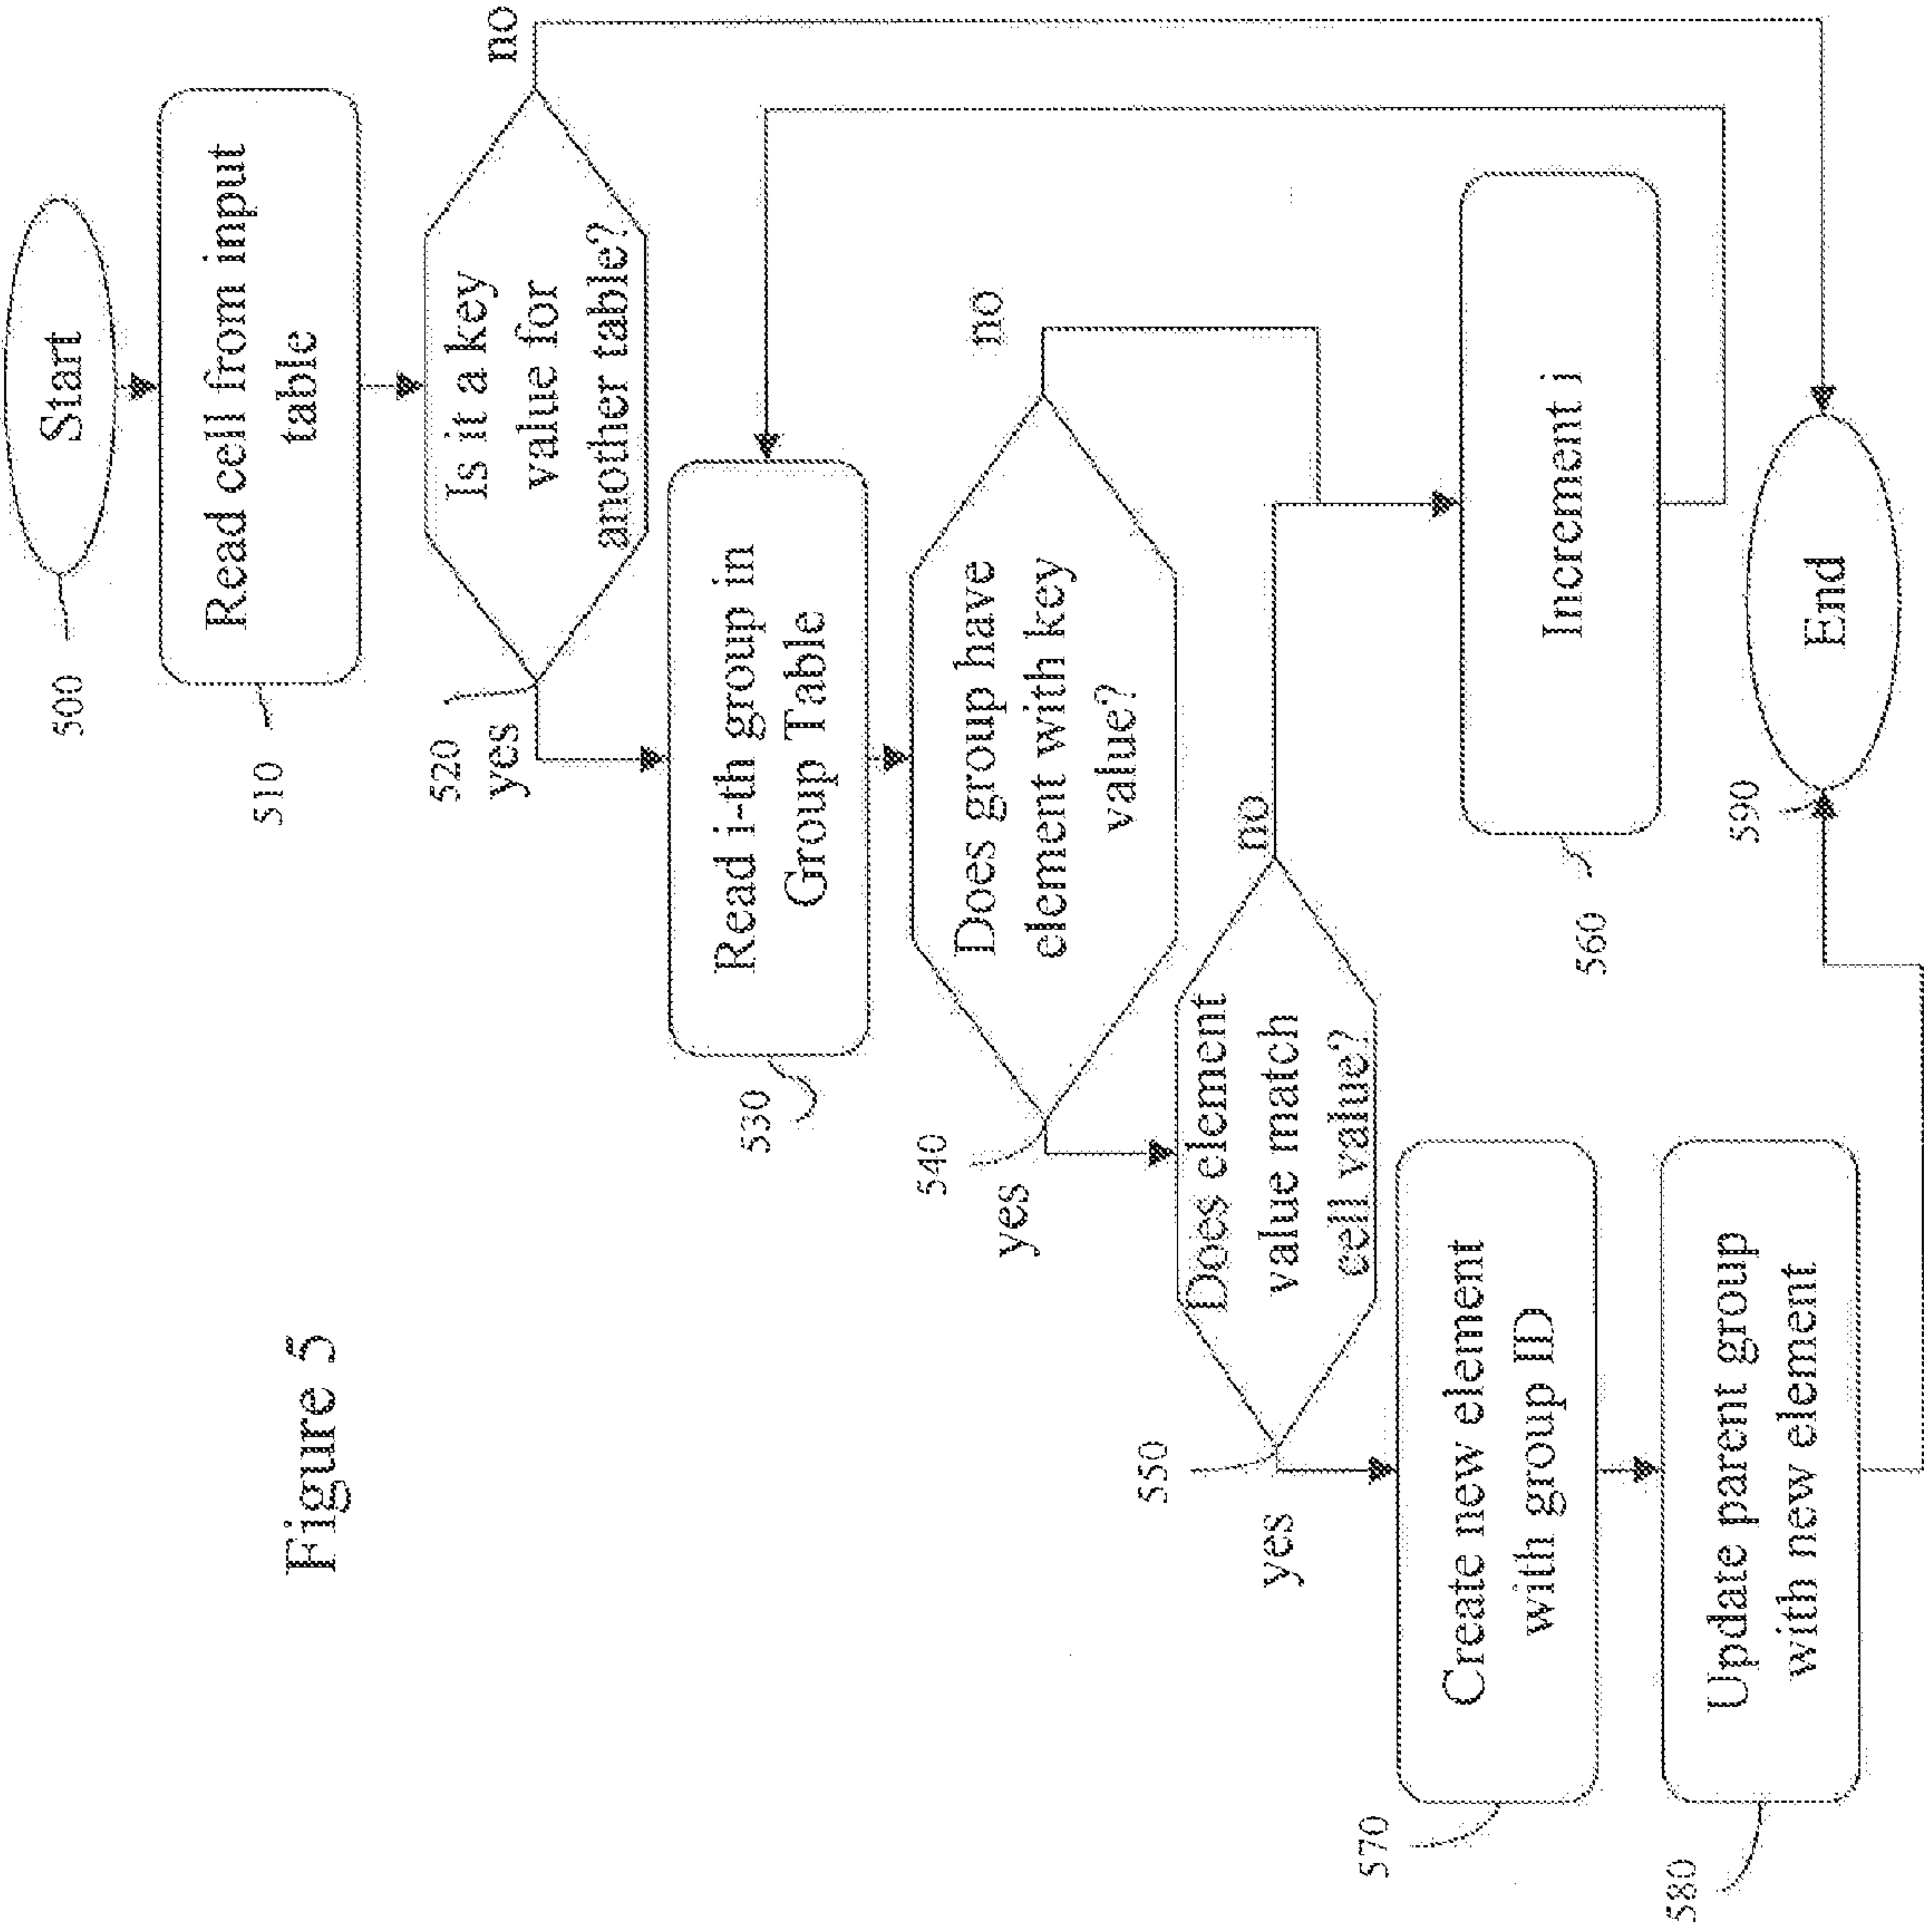 Figure 5
Start
500
Read cell from input
table
510
Is it a key
value for
another table?
no
520
yes
Read i-th group in
Group Table
530
Does group have
element with key
value?
no
540
yes
Does element
value match
cell value?
no
550
yes
Increment i
560
Create new element
with group ID
570
Update parent group
with new element
580
End
590